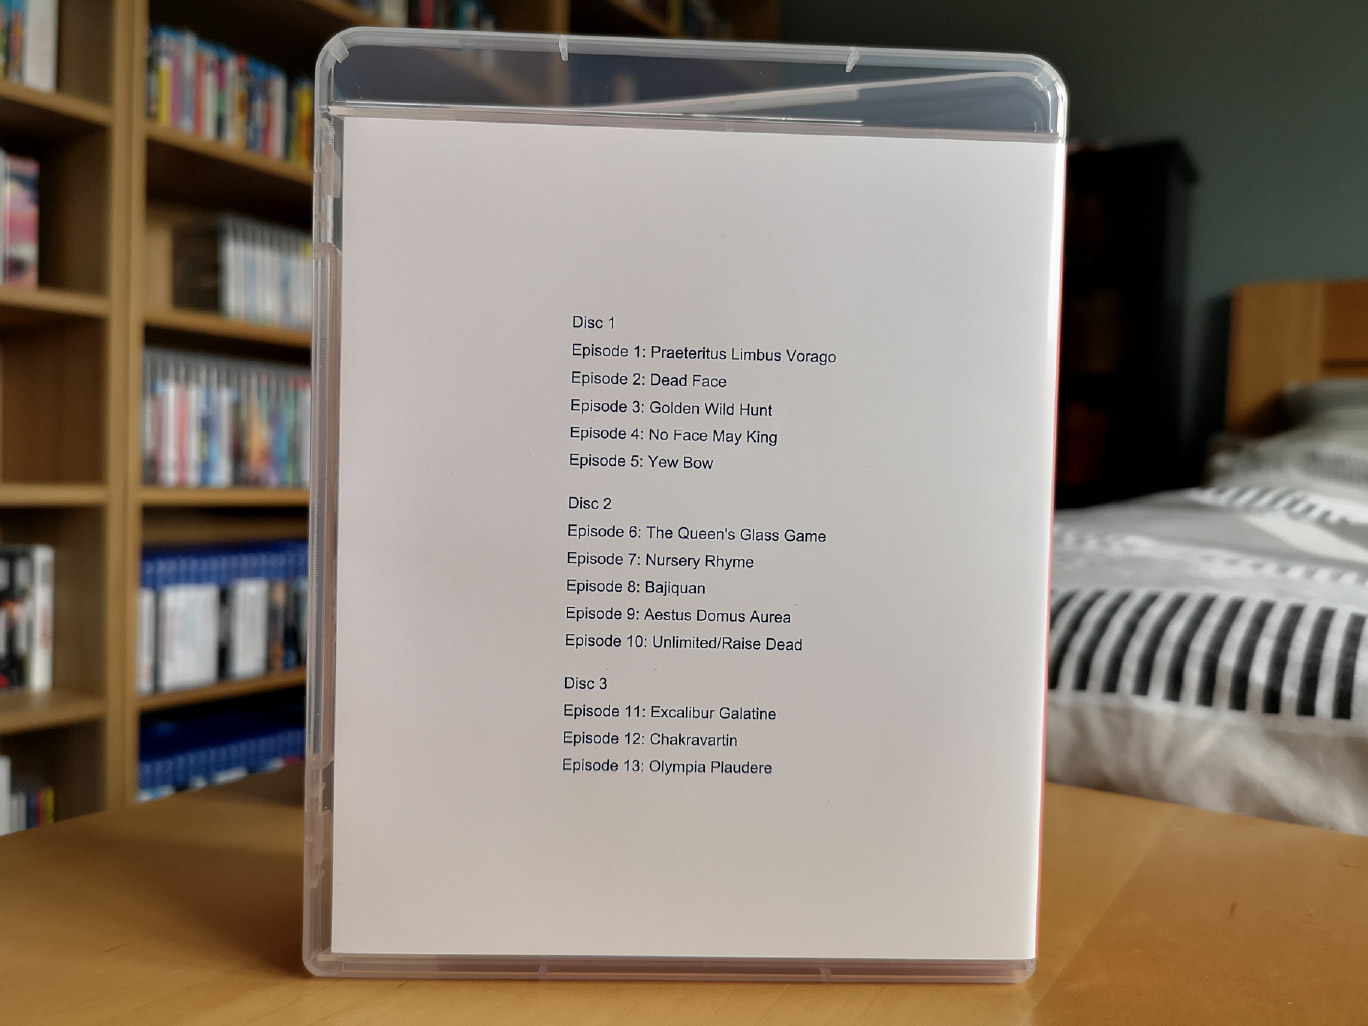 Disc 1
Episode 1: Praeteritus Limbus Vorago
Episode 2: Dead Face
Episode 3: Golden Wild Hunt
Episode 4: No Face May King
Episode 5: Yew Bow
Disc 2
Episode 6: The Queen's Glass Game
Episode 7: Nursery Rhyme
Episode 8: Bajiquan
Episode 9: Aestus Domus Aurea
Episode 10: Unlimited/Raise Dead
Disc 3
Episode 11: Excalibur Galatine
Episode 12: Chakravartin
Episode 13: Olympia Plaudere